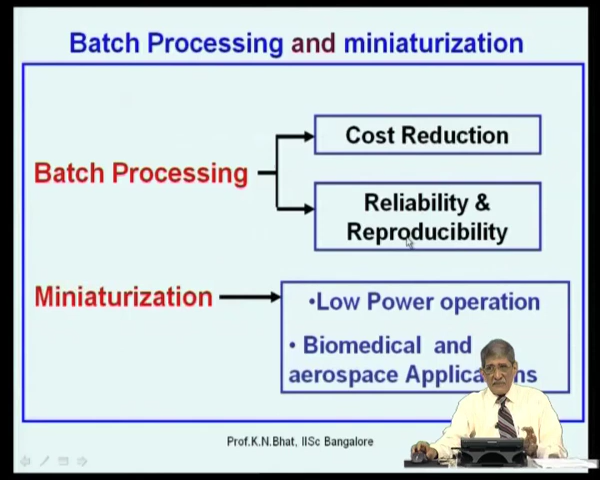 Batch Processing and miniaturization
Batch Processing
Cost Reduction
Reliability &
Reproducibility
Miniaturization
•Low Power operation
• Biomedical and
aerospace
Prof.K.N.Bhat, IISc Bangalore